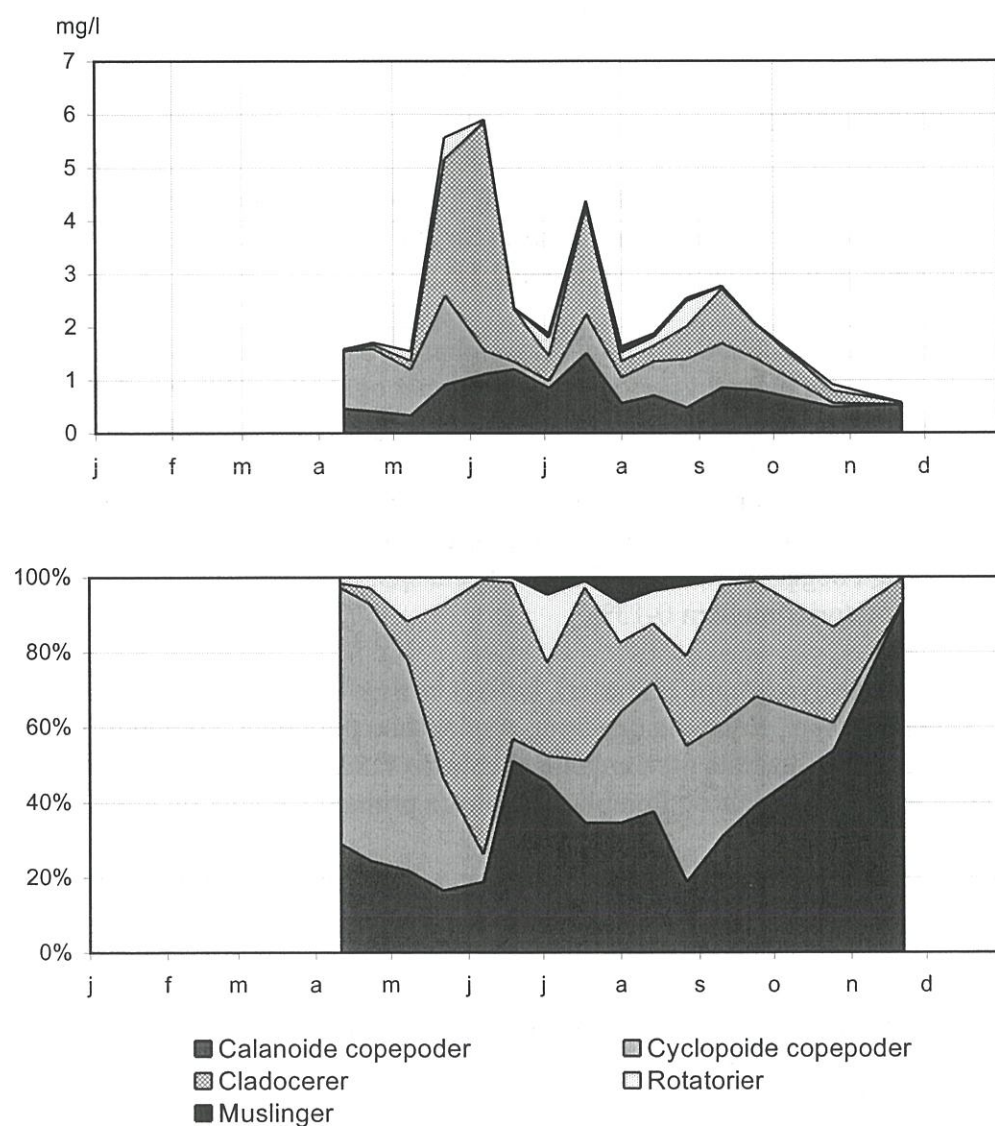 mg/l
7
6
5
4
3
2
1
0
j f m a m j j a s o n d
100%
80%
60%
40%
20%
0%
j f m a m j j a s o n d
Calanoide copepoder Cyclopoide copepoder
Cladocerer Rotatorier
Muslinger